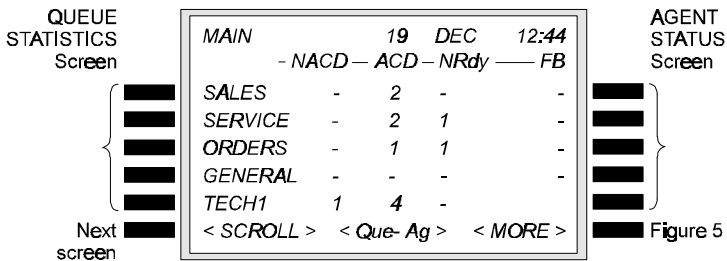 QUEUE STATISTICS Screen
MAIN 19 DEC 12:44
- NACD — ACD – NRdy —— FB
SALES - 2 - -
SERVICE - 2 1 -
ORDERS - 1 1 -
GENERAL - - - -
TECH1 1 4 -
< SCROLL > < Que- Ag > < MORE >
Next screen
AGENT STATUS Screen
Figure 5